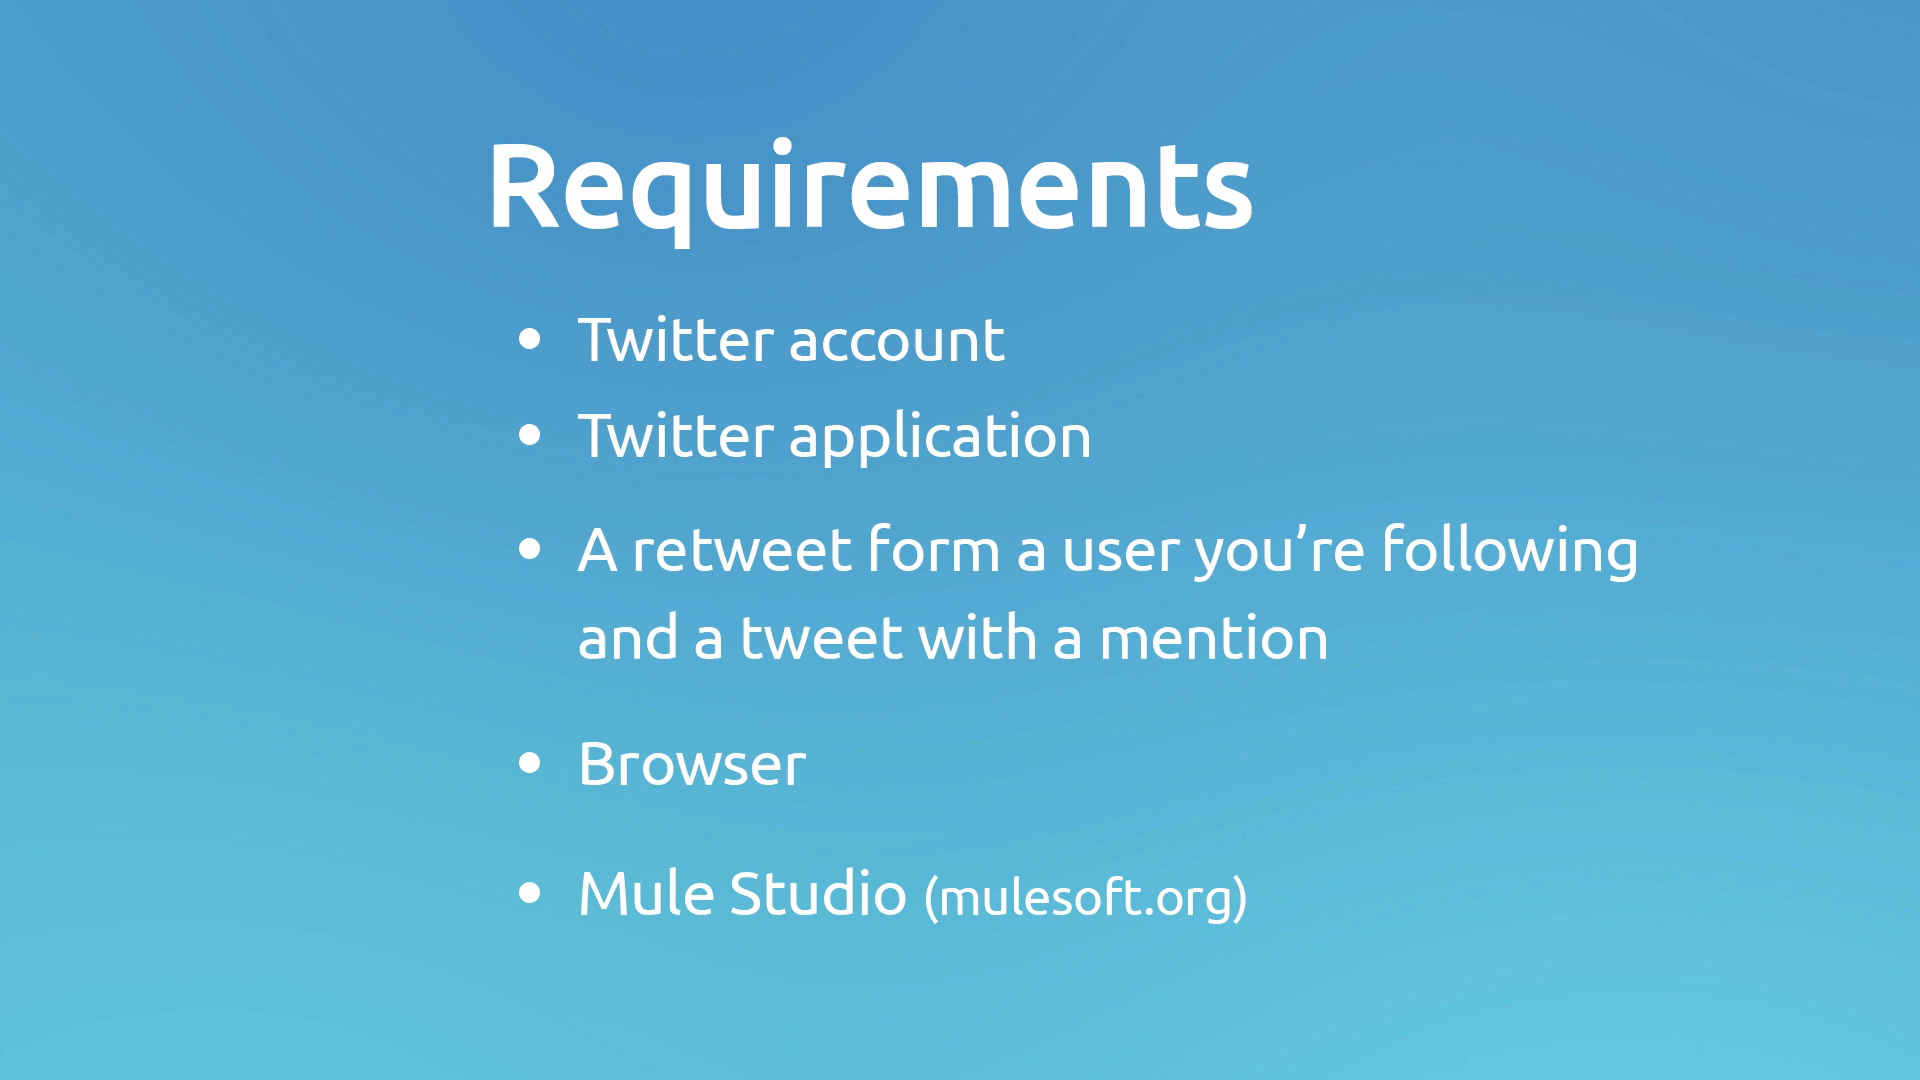 Requirements
• Twitter account
• Twitter application
• A retweet form a user you’re following
and a tweet with a mention
• Browser
• Mule Studio (mulesoft.org)